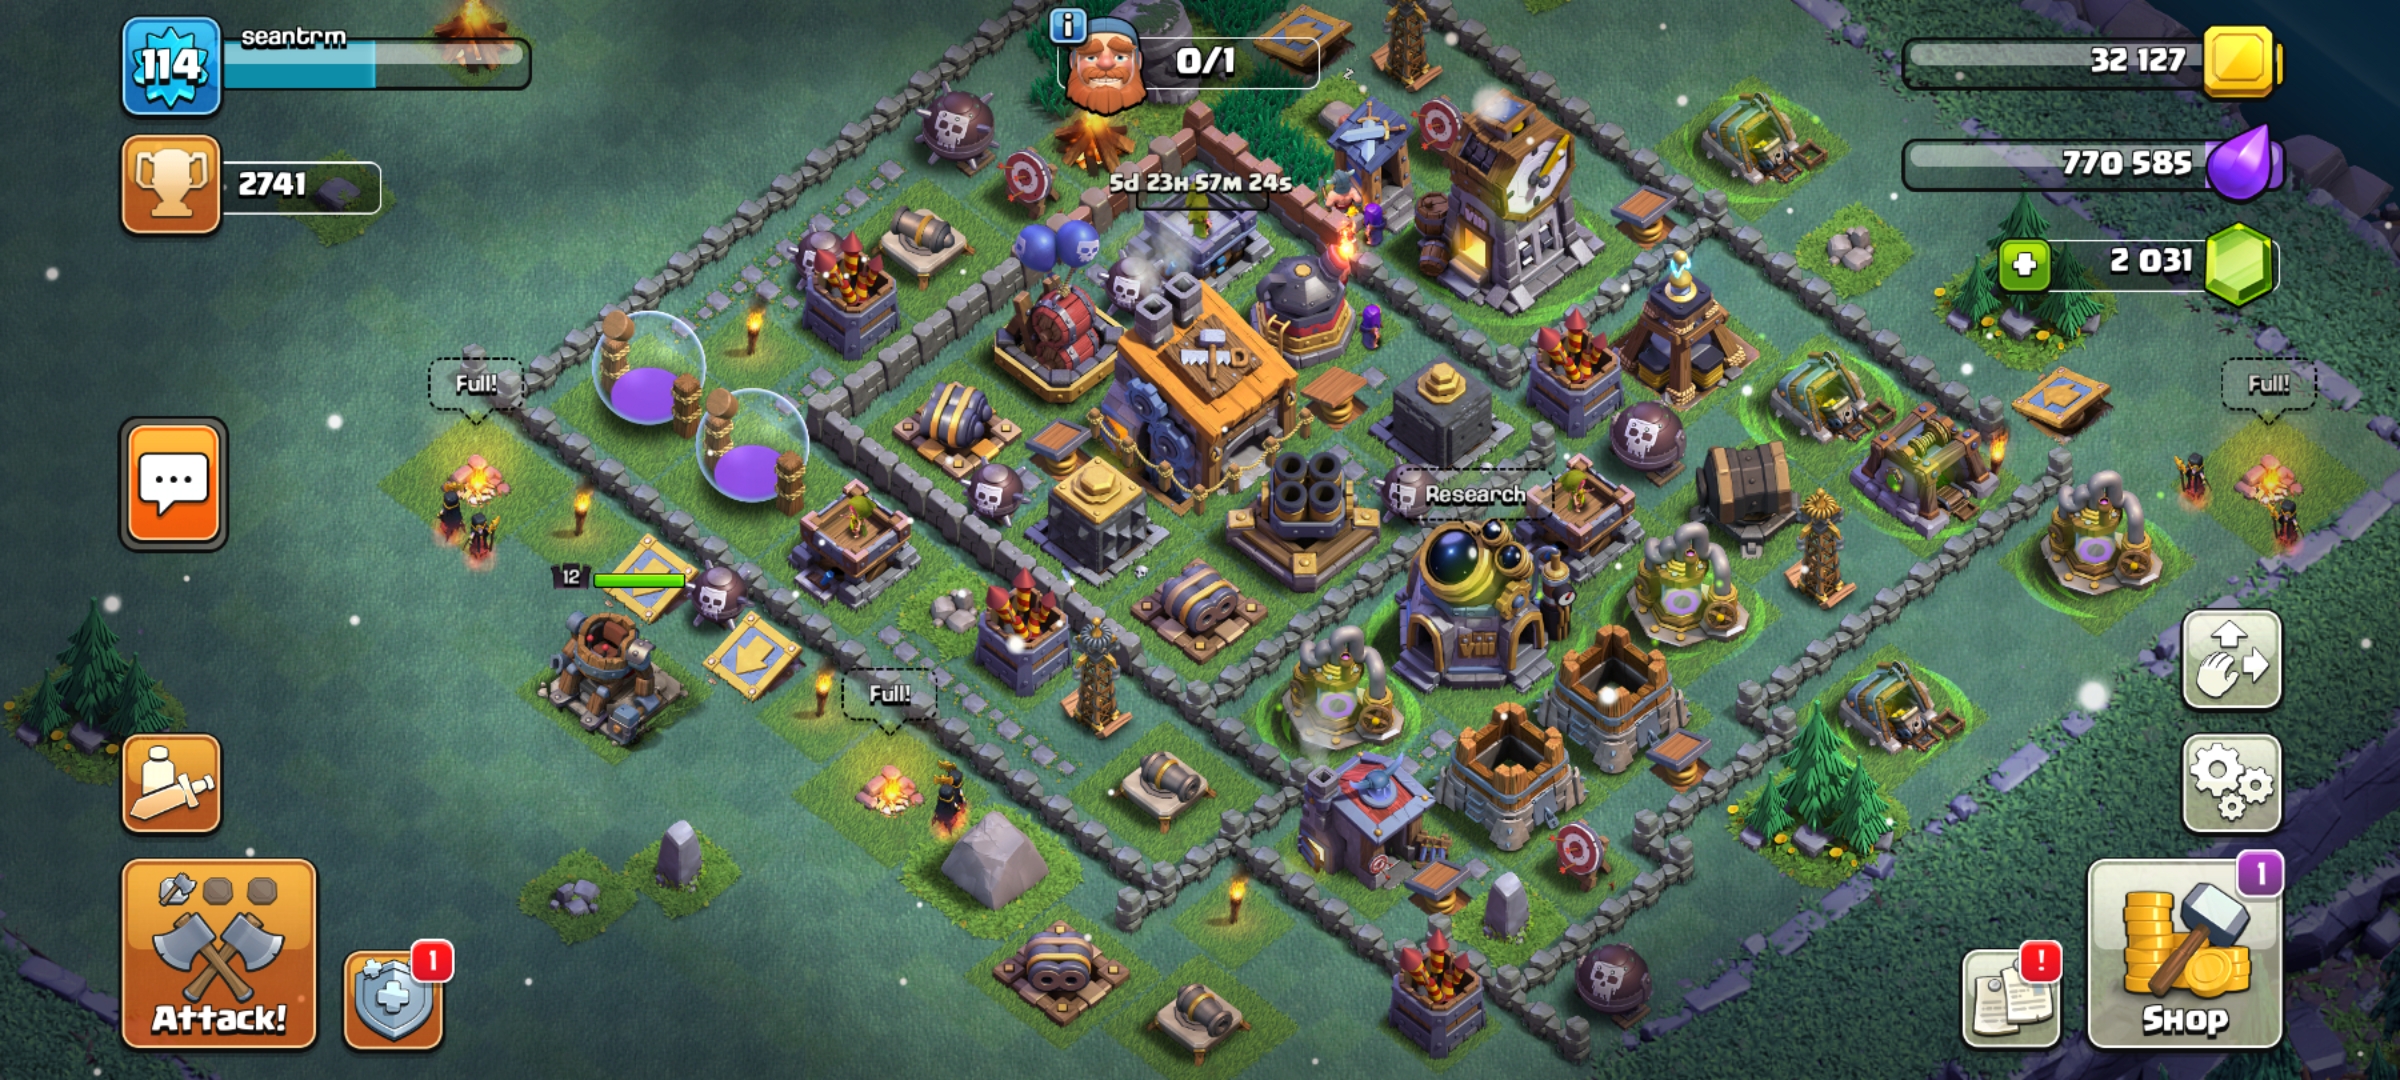 114
seantrm
i
0/1
32 127
2741
5d 23H 57M 24s
770 585
2 031
Full!
Full!
Research
12
VIII
Full!
1
Attack!
1
!
Shop